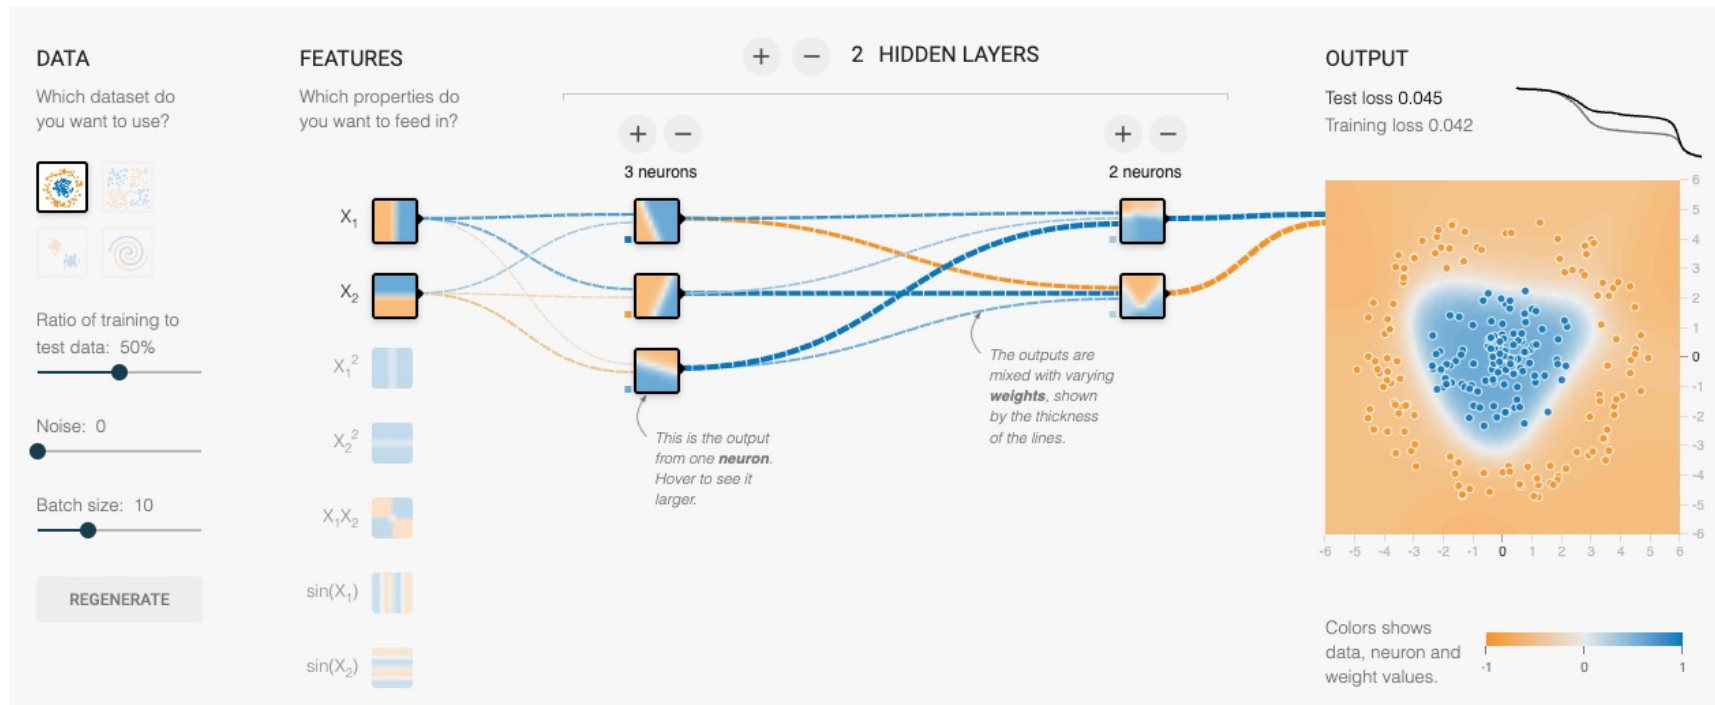 DATA
Which dataset do
you want to use?
Ratio of training to
test data: 50%
Noise: 0
Batch size: 10
REGENERATE
FEATURES
Which properties do
you want to feed in?
X₁
X₂
X₁²
X₂²
X₁X₂
sin(X₁)
sin(X₂)
+ − 2 HIDDEN LAYERS
+ −
3 neurons
This is the output
from one neuron.
Hover to see it
larger.
+ −
2 neurons
The outputs are
mixed with varying
weights, shown
by the thickness
of the lines.
OUTPUT
Test loss 0.045
Training loss 0.042
6
5
4
3
2
1
0
-1
-2
-3
-4
-5
-6
-6 -5 -4 -3 -2 -1 0 1 2 3 4 5 6
Colors shows
data, neuron and
weight values.
-1 0 1